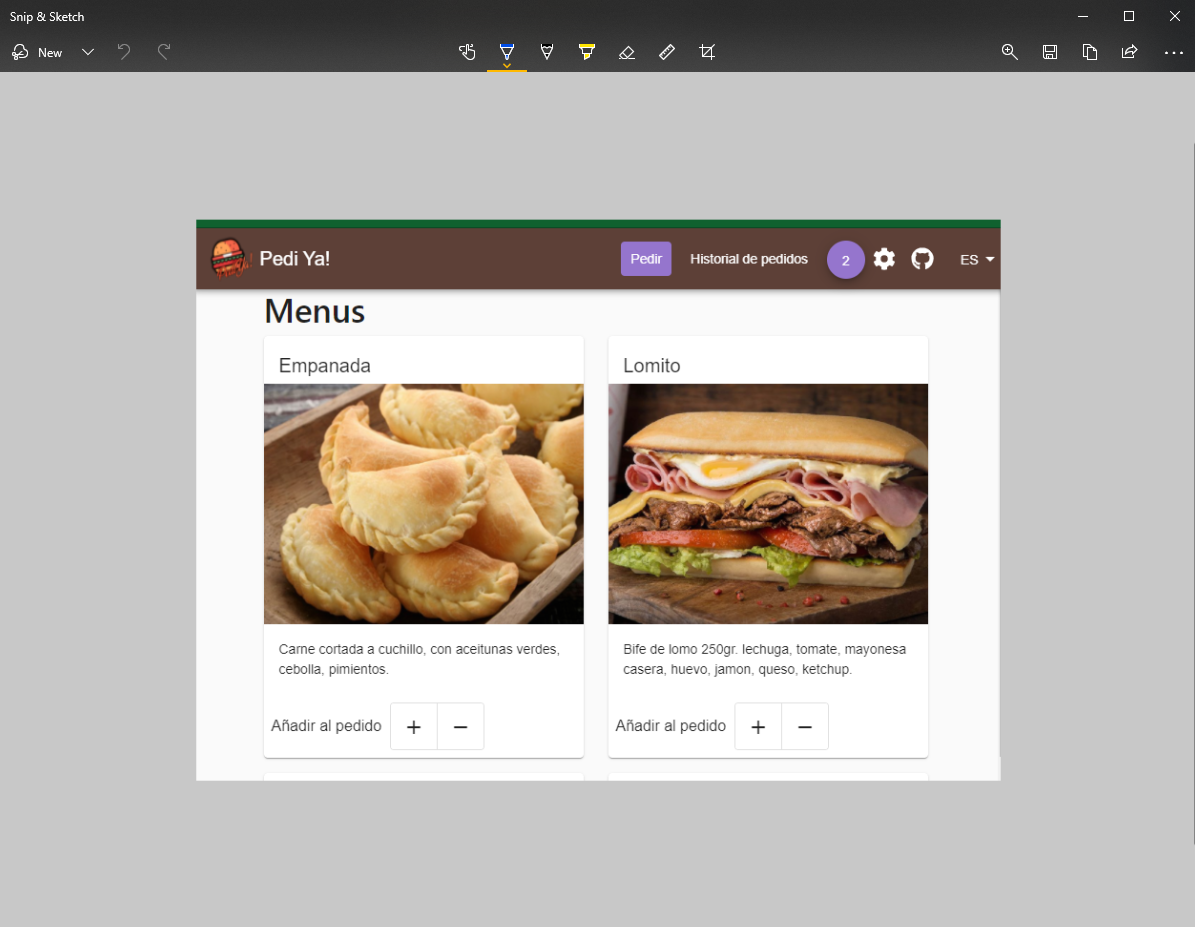 Snip & Sketch
New
Pedi Ya!
Pedir
Historial de pedidos
2
ES
Menus
Empanada
Lomito
Carne cortada a cuchillo, con aceitunas verdes,
cebolla, pimientos.
Bife de lomo 250gr. lechuga, tomate, mayonesa
casera, huevo, jamon, queso, ketchup.
Añadir al pedido
+
−
Añadir al pedido
+
−